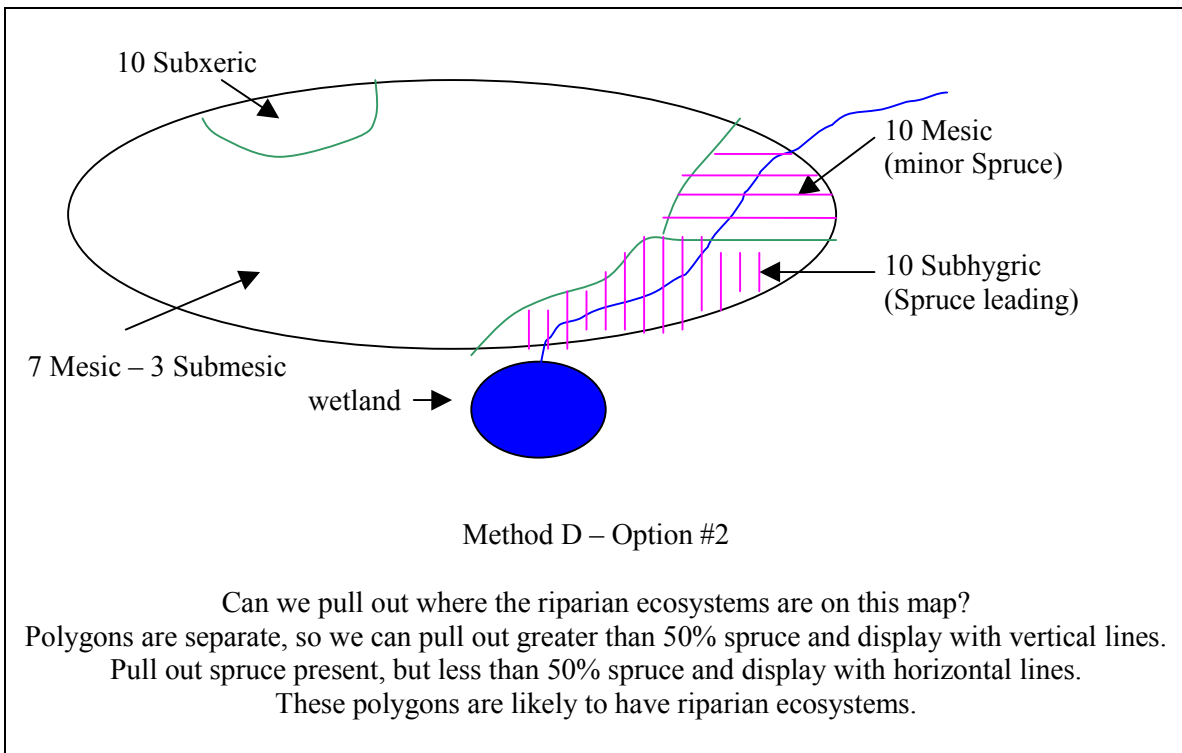 10 Subxeric
10 Mesic
(minor Spruce)
10 Subhygric
(Spruce leading)
7 Mesic – 3 Submesic
wetland
Method D – Option #2
Can we pull out where the riparian ecosystems are on this map?
Polygons are separate, so we can pull out greater than 50% spruce and display with vertical lines.
Pull out spruce present, but less than 50% spruce and display with horizontal lines.
These polygons are likely to have riparian ecosystems.